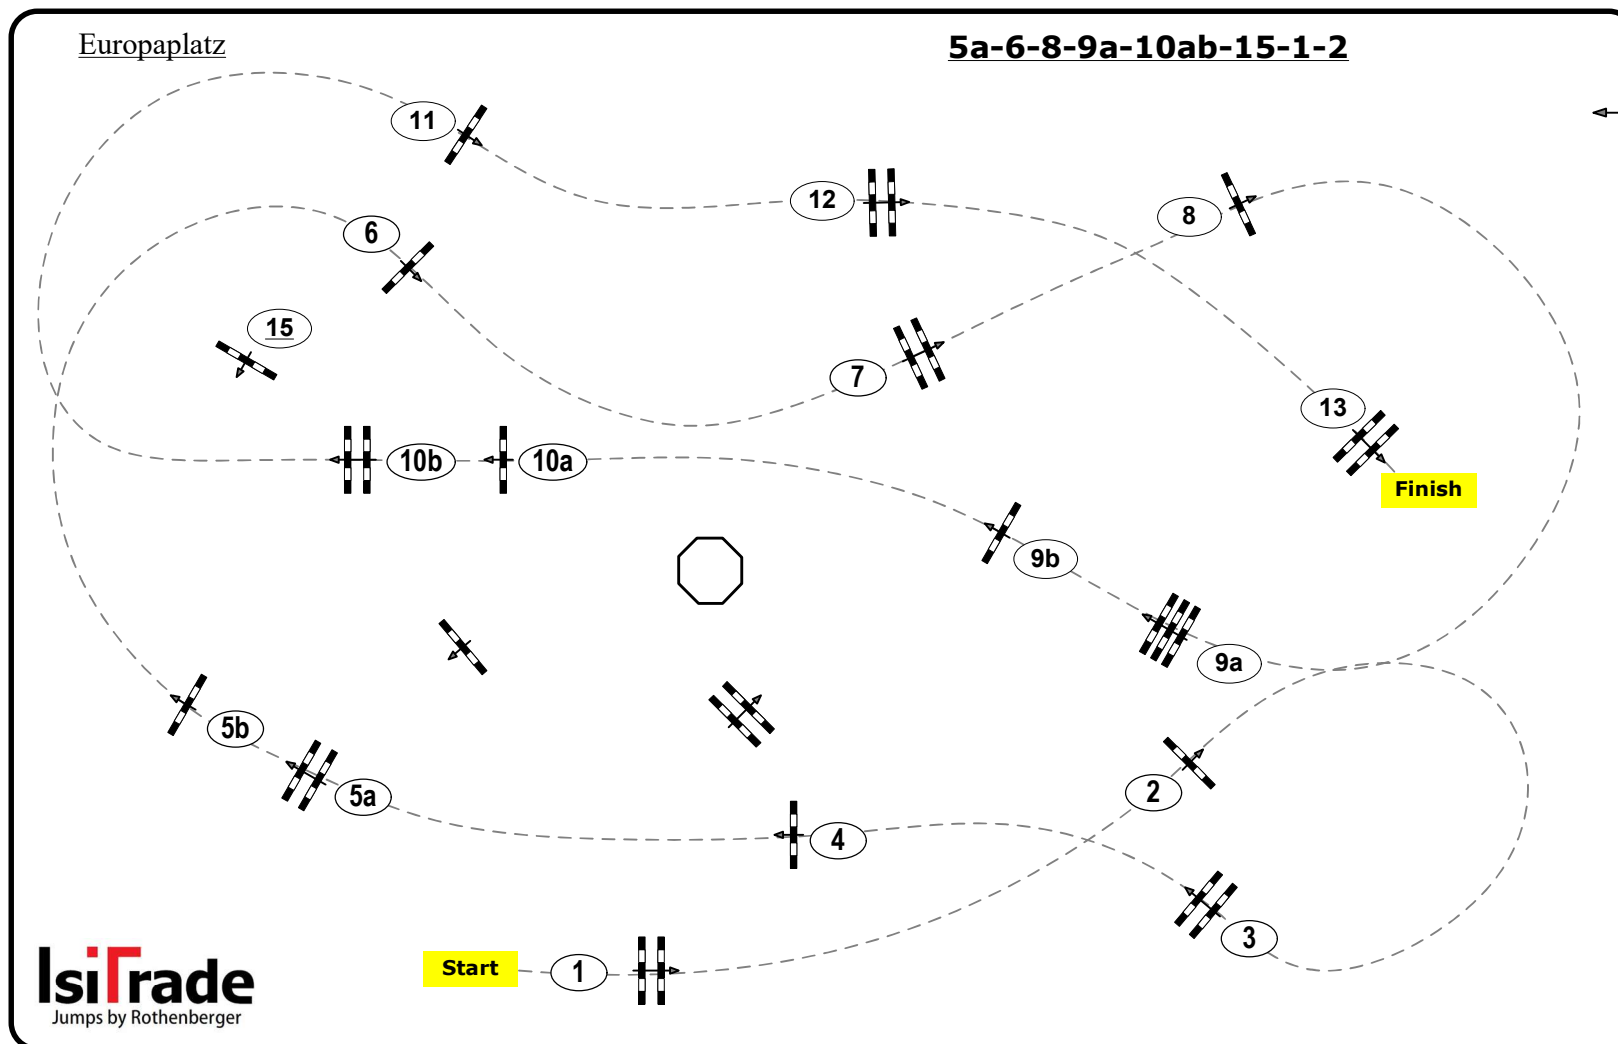 Europaplatz
5a-6-8-9a-10ab-15-1-2
11
12
8
6
15
7
13
10b
10a
Finish
9b
9a
5b
5a
2
4
3
Start
1
IsiTrade
Jumps by Rothenberger